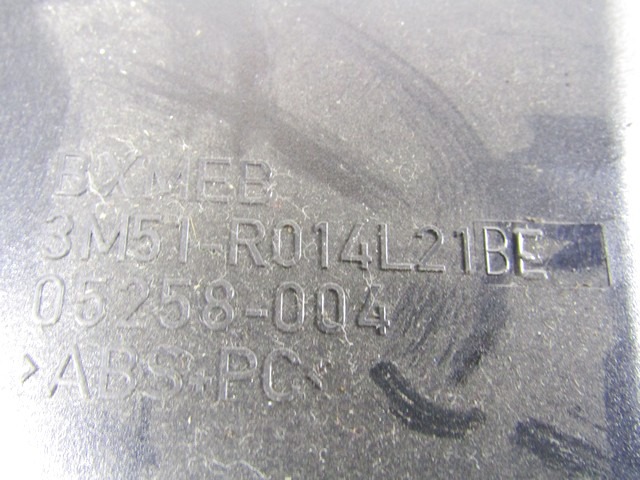 BXMEB
3M51-R014L21BE
05258-004
>ABS+PC<